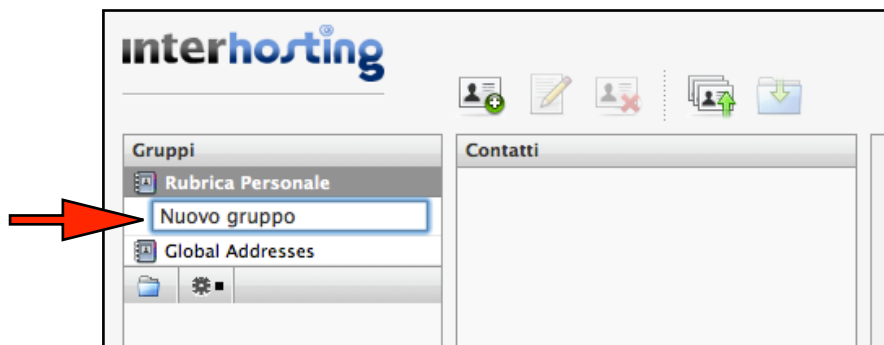 interhosting
Gruppi
Contatti
Rubrica Personale
Nuovo gruppo
Global Addresses